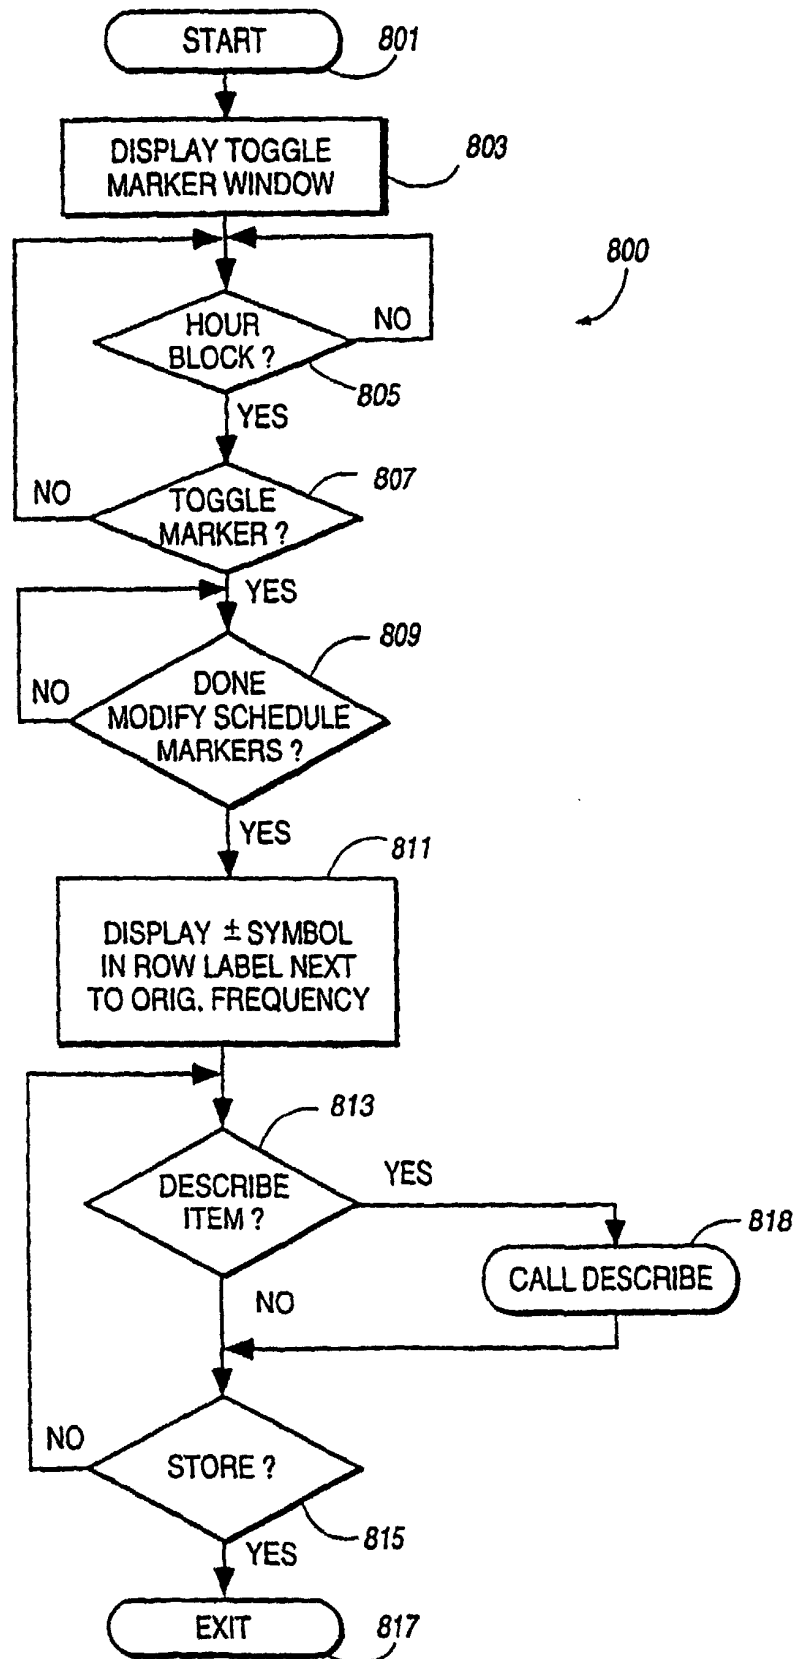 START
801
DISPLAY TOGGLE
MARKER WINDOW
803
800
HOUR
BLOCK ?
NO
805
YES
NO
TOGGLE
MARKER ?
807
YES
809
NO
DONE
MODIFY SCHEDULE
MARKERS ?
YES
811
DISPLAY ± SYMBOL
IN ROW LABEL NEXT
TO ORIG. FREQUENCY
813
DESCRIBE
ITEM ?
YES
818
CALL DESCRIBE
NO
NO
STORE ?
815
YES
EXIT
817